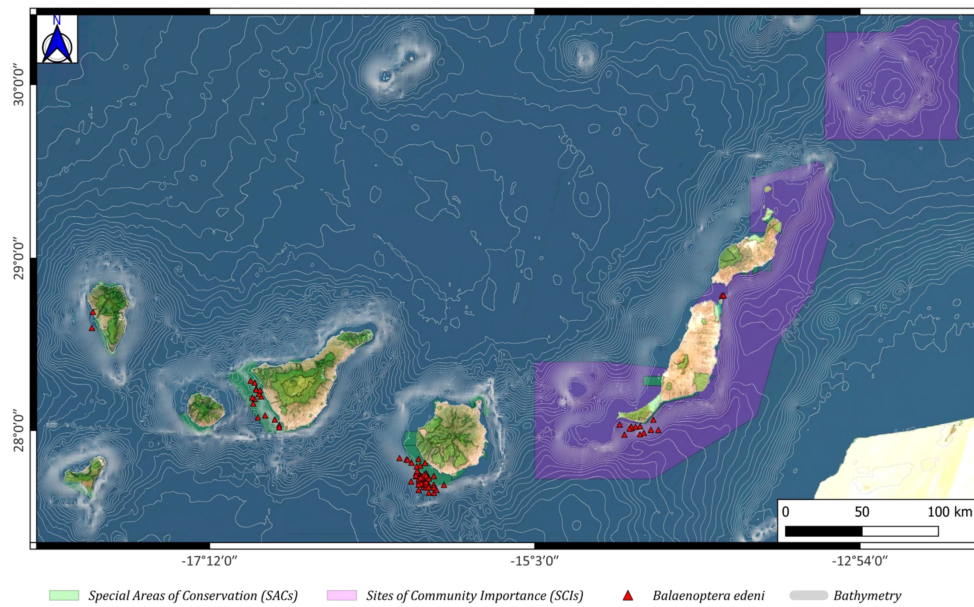 N
30°0'0''
29°0'0''
28°0'0''
0 50 100 km
-17°12'0'' -15°3'0'' -12°54'0''
Special Areas of Conservation (SACs) Sites of Community Importance (SCIs) Balaenoptera edeni Bathymetry